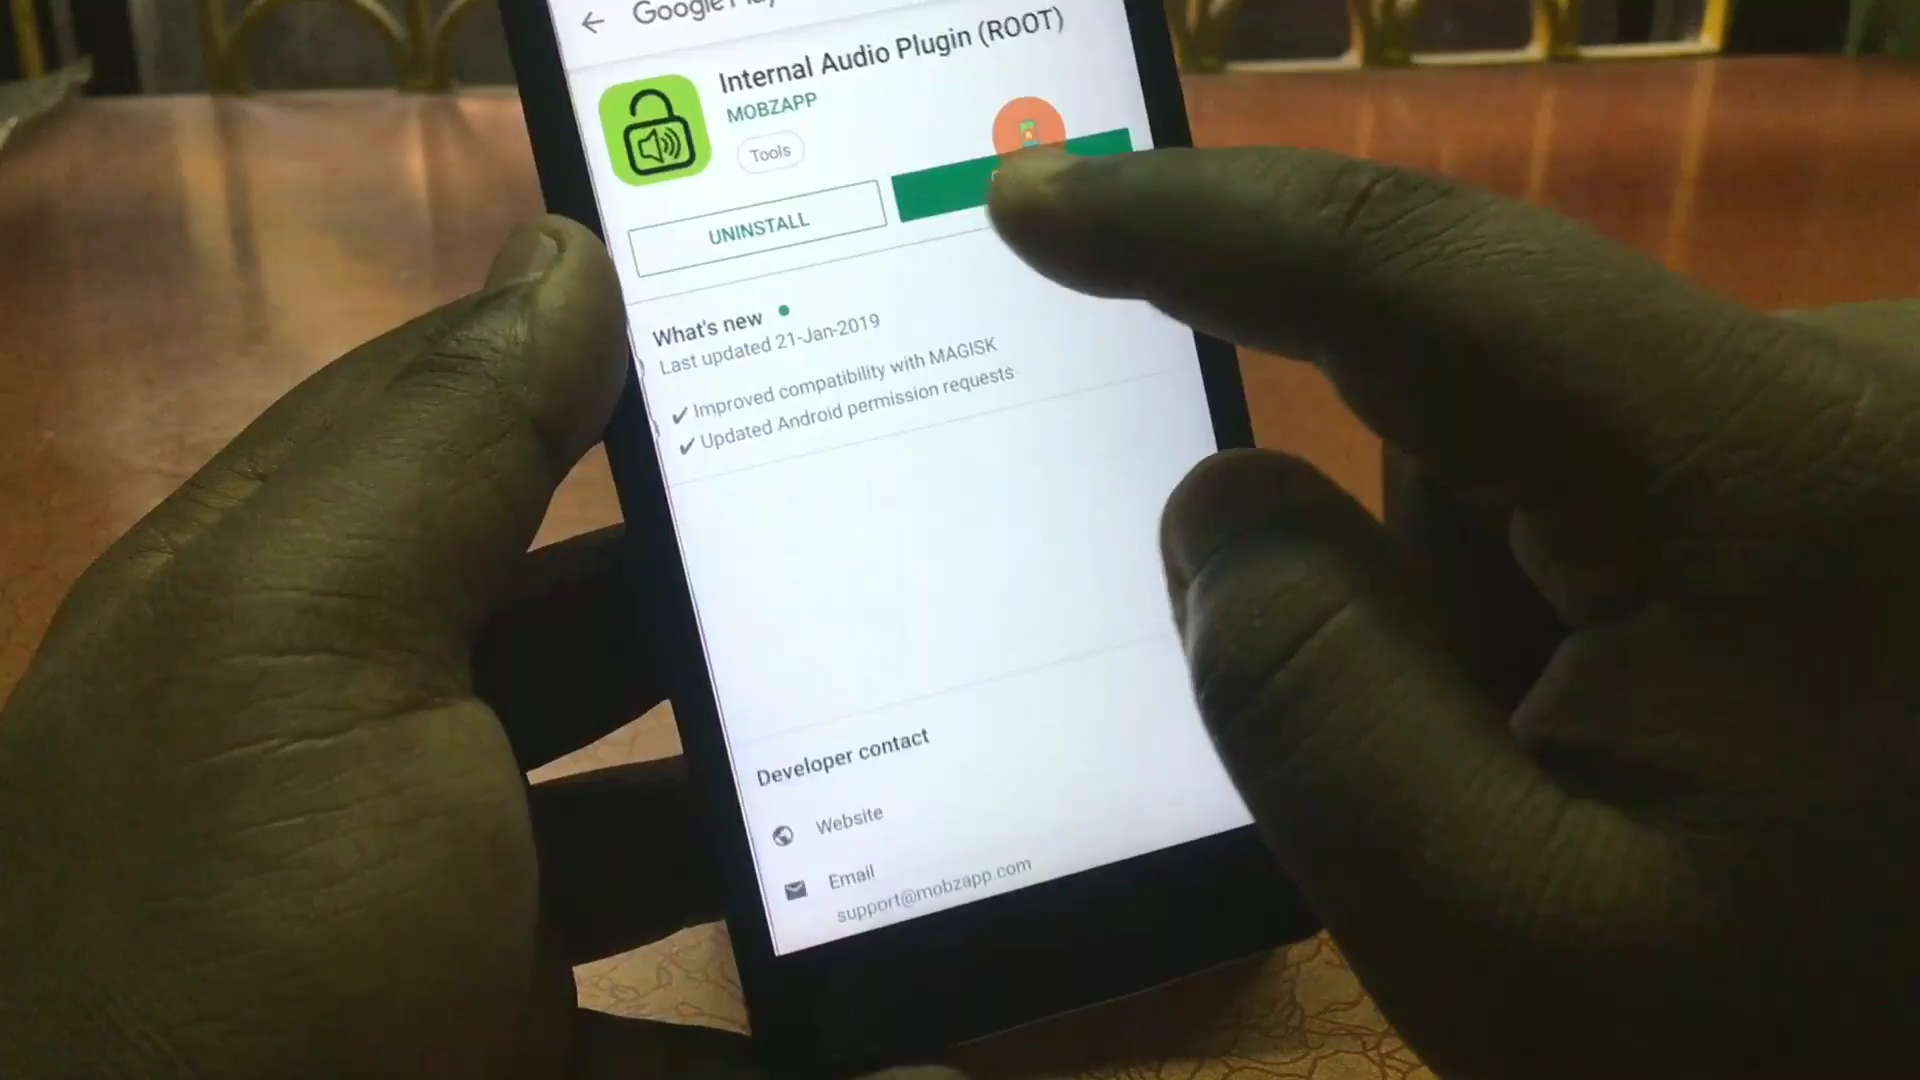 Google
Internal Audio Plugin (ROOT)
MOBZAPP
Tools
UNINSTALL
What's new
Last updated 21-Jan-2019
✔ Improved compatibility with MAGISK
✔ Updated Android permission requests
Developer contact
Website
Email
support@mobzapp.com